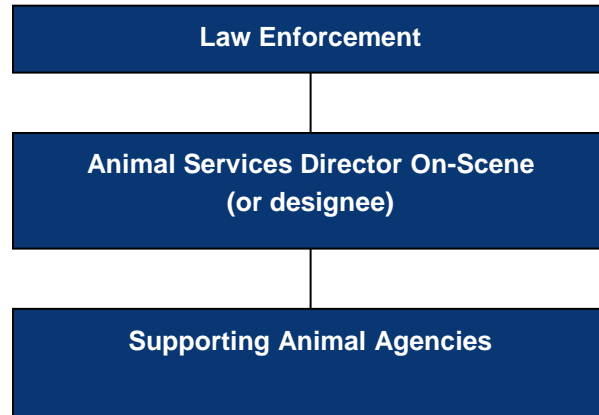 Law Enforcement
Animal Services Director On-Scene
(or designee)
Supporting Animal Agencies